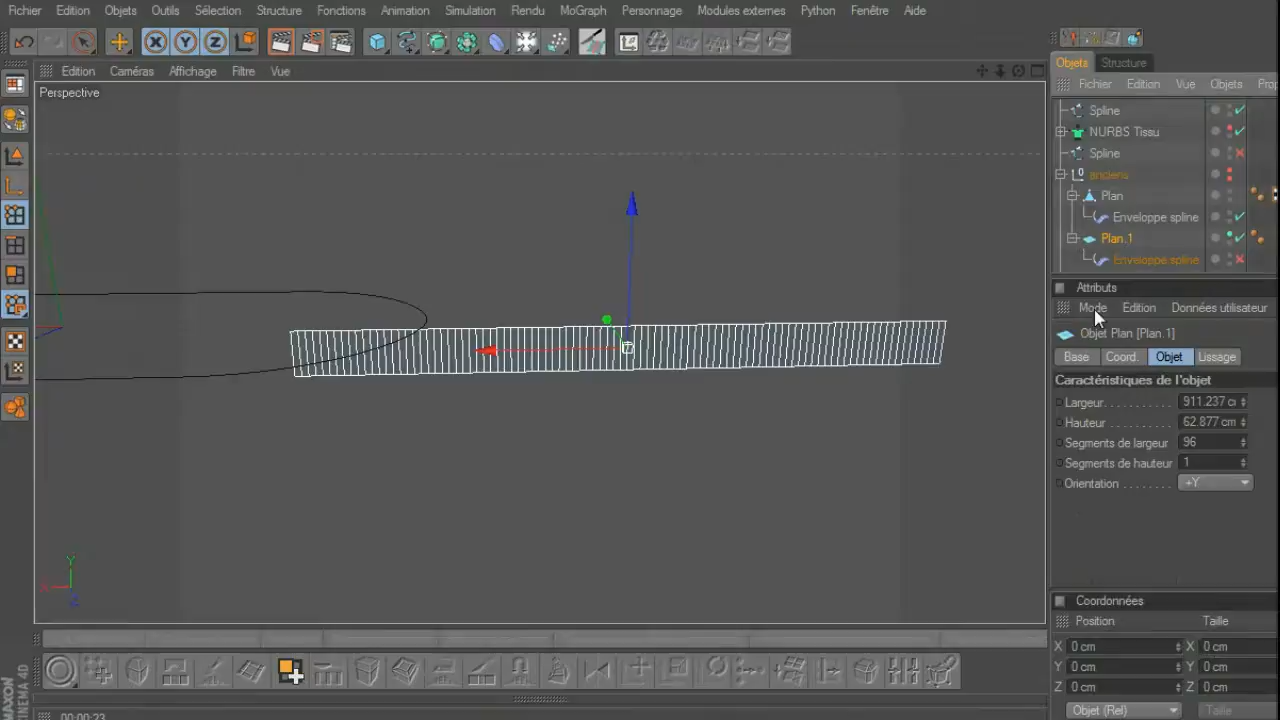 Fichier Edition Objets Outils Sélection Structure Fonctions Animation Simulation Rendu MoGraph Personnage Modules externes Python Fenêtre Aide
Edition Caméras Affichage Filtre Vue
Perspective
Objets Structure
Fichier Edition Vue Objets
Spline
NURBS Tissu
Spline
anciens
Plan
Enveloppe spline
Plan.1
Enveloppe spline
Attributs
Mode Edition Données utilisateur
Objet Plan [Plan.1]
Base Coord. Objet Lissage
Caractéristiques de l'objet
Largeur 911.237
Hauteur 62.877 cm
Segments de largeur 96
Segments de hauteur 1
Orientation +Y
Coordonnées
Position Taille
X 0 cm X 0 cm
Y 0 cm Y 0 cm
Z 0 cm Z 0 cm
Objet (Rel) Taille
Y
X
Z
MAXON
CINEMA 4D
00:00:23